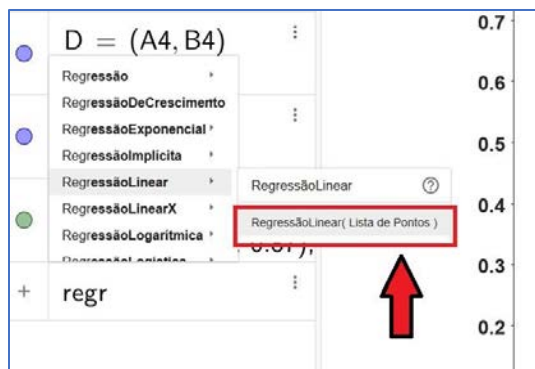 D = (A4, B4)
Regressão
RegressãoDeCrescimento
RegressãoExponencial
RegressãoImplícita
RegressãoLinear
RegressãoLinearX
RegressãoLogarítmica
RegressãoLinear
RegressãoLinear( Lista de Pontos )
+ regr
0.7
0.6
0.5
0.4
0.3
0.2